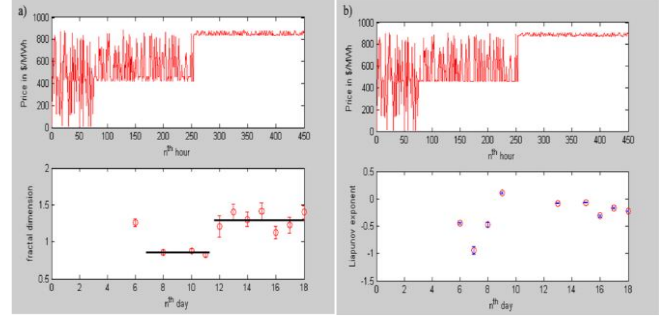 a)
Price in $/MWh
1000
800
600
400
200
0
0 50 100 150 200 250 300 350 400 450
nth hour
fractal dimension
2
1.5
1
0.5
0 2 4 6 8 10 12 14 16 18
nth day
b)
Price in $/MWh
1000
800
600
400
200
0
0 50 100 150 200 250 300 350 400 450
nth hour
Liapunov exponent
0.5
0
-0.5
-1
-1.5
0 2 4 6 8 10 12 14 16 18
nth day